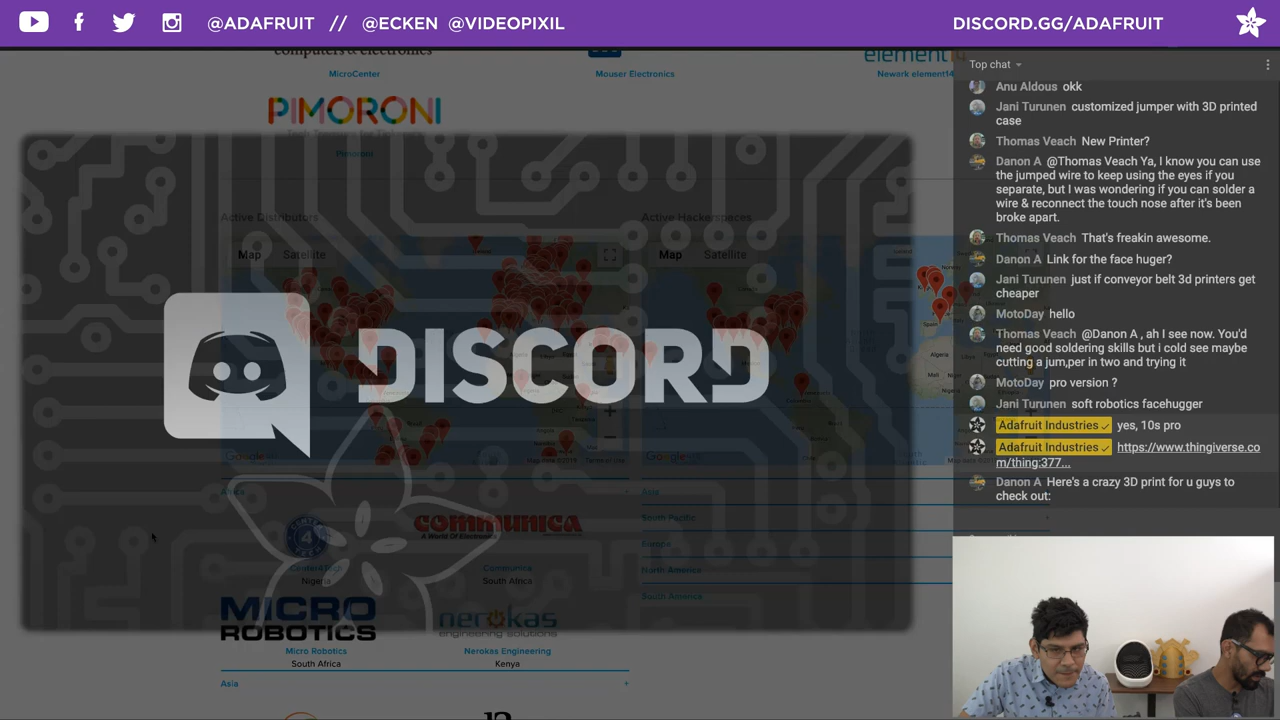 @ADAFRUIT // @ECKEN @VIDEOPIXIL
DISCORD.GG/ADAFRUIT
computers & electronics
MicroCenter
Mouser Electronics
Newark element14
PIMORONI
Pimoroni
Active Distributors
Active Hackerspaces
Map Satellite
Map Satellite
DISCORD
Google
Google
Africa
Nigeria
COMMUNICA
Communica
South Africa
MICRO
ROBOTICS
Micro Robotics
South Africa
nerokas
engineering solutions
Nerokas Engineering
Kenya
Asia
Asia
South Pacific
Europe
North America
South America
Algeria
Top chat
Anu Aldous okk
Jani Turunen customized jumper with 3D printed
case
Thomas Veach New Printer?
Danon A @Thomas Veach Ya, I know you can use
the jumped wire to keep using the eyes if you
separate, but I was wondering if you can solder a
wire & reconnect the touch nose after it's been
broke apart.
Thomas Veach That's freakin awesome.
Danon A Link for the face huger?
Jani Turunen just if conveyor belt 3d printers get
cheaper
MotoDay hello
Thomas Veach @Danon A , ah I see now. You'd
need good soldering skills but i cold see maybe
cutting a jum,per in two and trying it
MotoDay pro version ?
Jani Turunen soft robotics facehugger
Adafruit Industries yes, 10s pro
Adafruit Industries https://www.thingiverse.co
m/thing:377...
Danon A Here's a crazy 3D print for u guys to
check out: